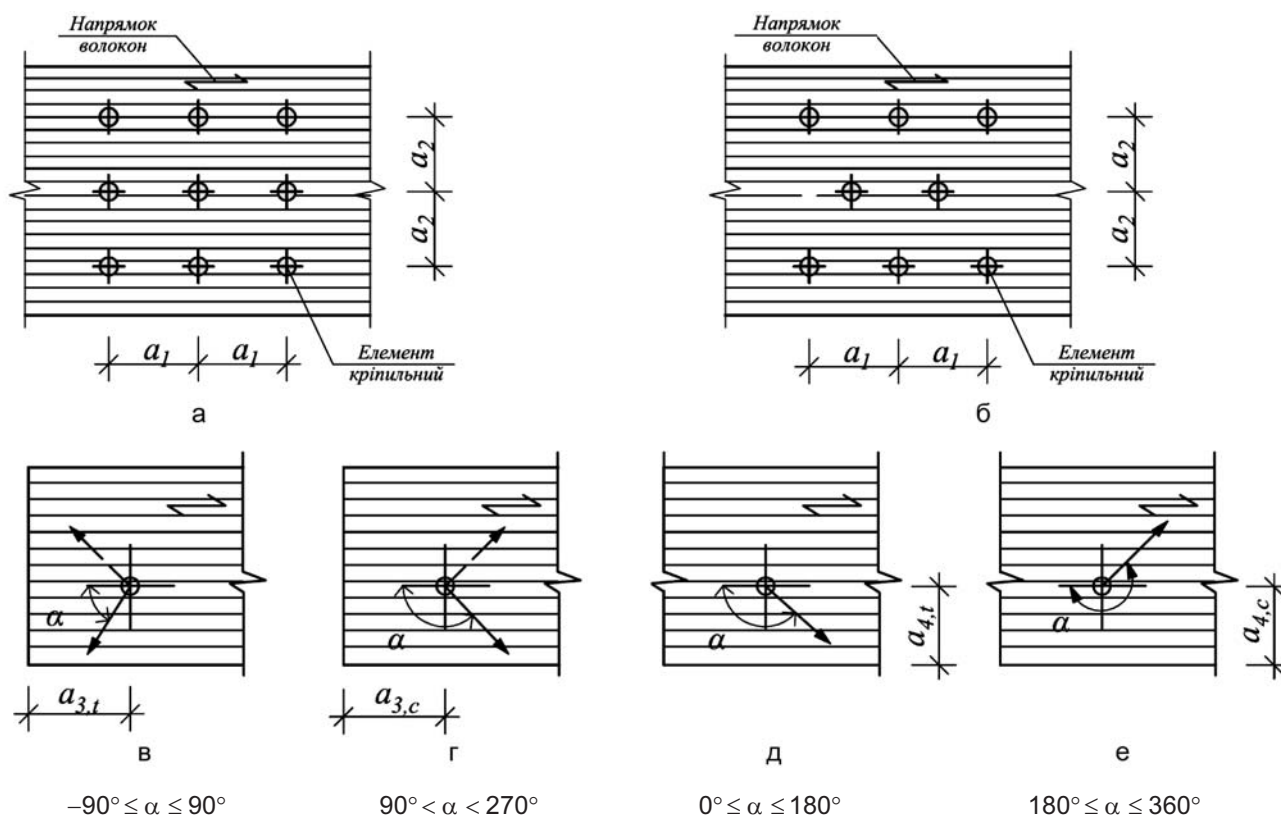 Напрямок
волокон
a2
a2
a1
a1
Елемент
кріпильний
а
Напрямок
волокон
a2
a2
a1
a1
Елемент
кріпильний
б
α
a3,t
в
α
a3,c
г
α
a4,t
д
α
a4,c
е
–90° ≤ α ≤ 90°
90° < α < 270°
0° ≤ α ≤ 180°
180° ≤ α ≤ 360°